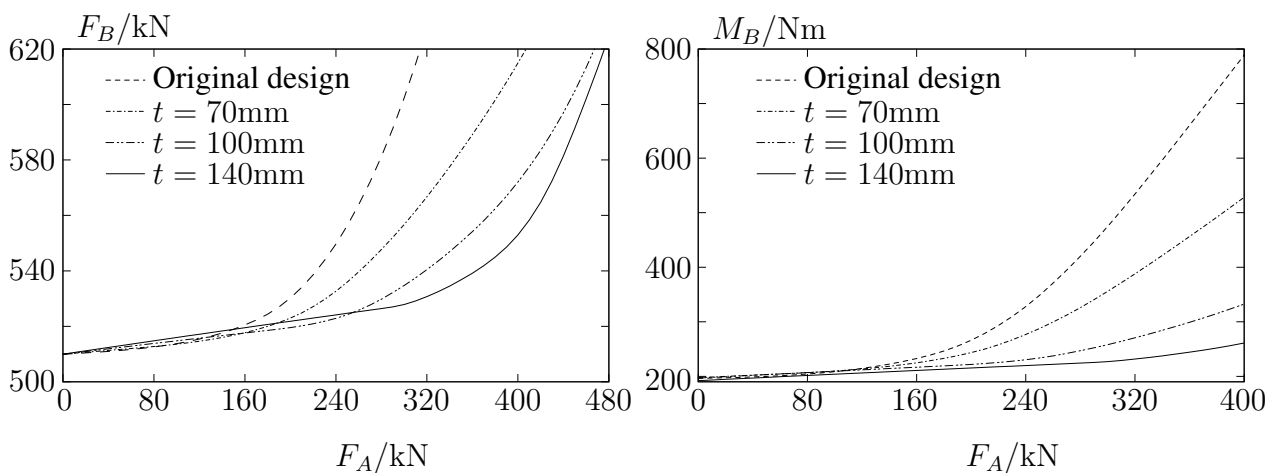 F_B/kN
620
580
540
500
Original design
t = 70mm
t = 100mm
t = 140mm
0 80 160 240 320 400 480
F_A/kN
M_B/Nm
800
600
400
200
Original design
t = 70mm
t = 100mm
t = 140mm
0 80 160 240 320 400
F_A/kN